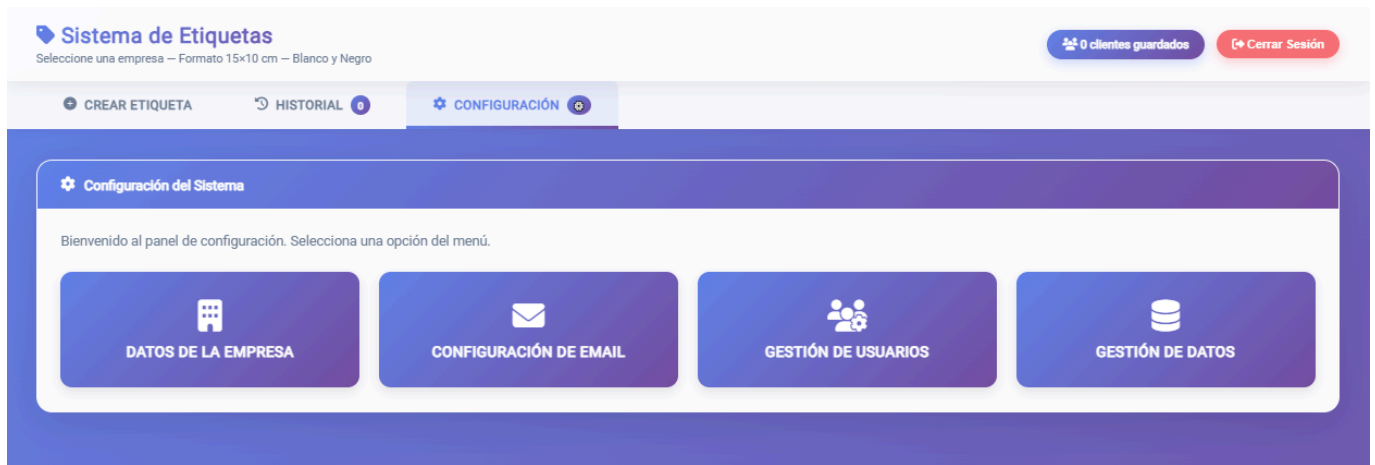 Sistema de Etiquetas
Seleccione una empresa — Formato 15×10 cm — Blanco y Negro
0 clientes guardados
Cerrar Sesión
CREAR ETIQUETA
HISTORIAL 0
CONFIGURACIÓN
Configuración del Sistema
Bienvenido al panel de configuración. Selecciona una opción del menú.
DATOS DE LA EMPRESA
CONFIGURACIÓN DE EMAIL
GESTIÓN DE USUARIOS
GESTIÓN DE DATOS